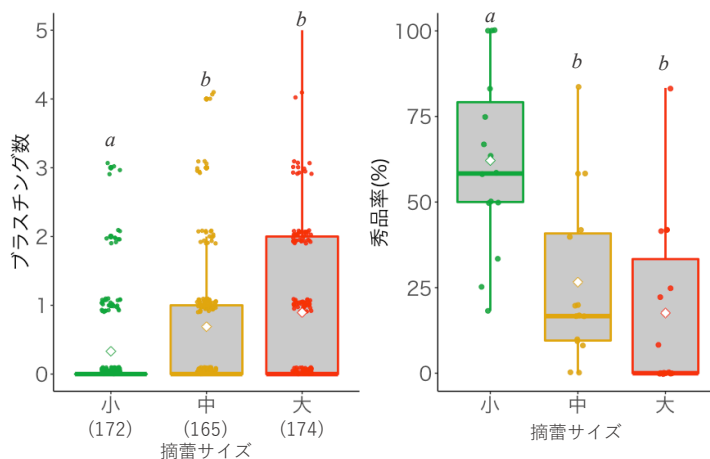 ブラスチング数
5
4
3
2
1
0
a
b
b
小
中
大
(172)
(165)
(174)
摘蕾サイズ
秀品率(%)
100
75
50
25
0
a
b
b
小
中
大
摘蕾サイズ